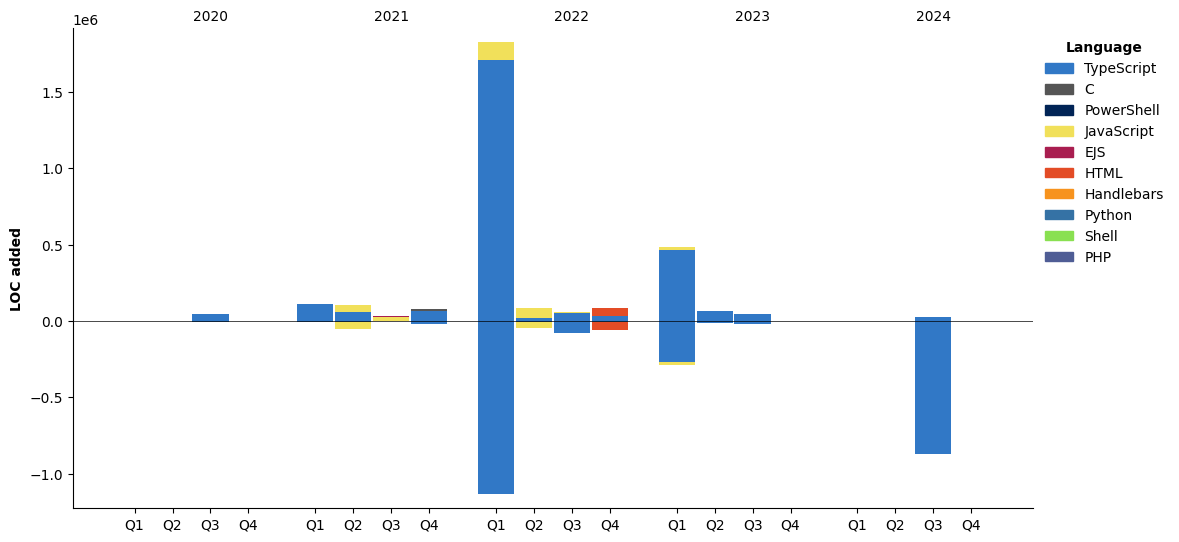 2020 2021 2022 2023 2024
1e6
Language
TypeScript
C
PowerShell
JavaScript
EJS
HTML
Handlebars
Python
Shell
PHP
LOC added
1.5
1.0
0.5
0.0
−0.5
−1.0
Q1 Q2 Q3 Q4 Q1 Q2 Q3 Q4 Q1 Q2 Q3 Q4 Q1 Q2 Q3 Q4 Q1 Q2 Q3 Q4